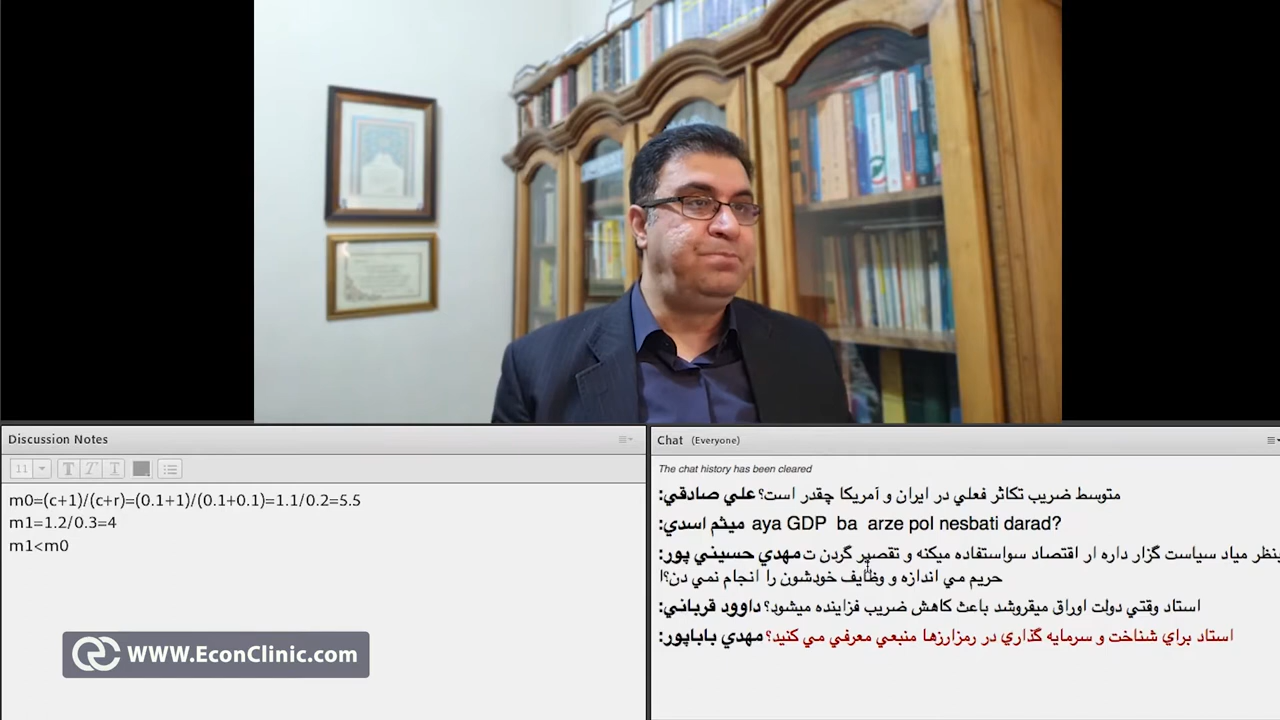 Discussion Notes
11
T T T
m0=(c+1)/(c+r)=(0.1+1)/(0.1+0.1)=1.1/0.2=5.5
m1=1.2/0.3=4
m1<m0
WWW.EconClinic.com
Chat (Everyone)
The chat history has been cleared
علي صادقي: متوسط ضريب تكاثر فعلي در ايران و آمريكا چقدر است؟
ميثم اسدي: aya GDP ba arze pol nesbati darad?
مهدي حسيني پور: بنظر مياد سياست گزار داره ار اقتصاد سواستفاده ميكنه و تقصير گردن ت
حريم مي اندازه و وظايف خودشون را انجام نمي دن؟!
داوود قرباني: استاد وقتي دولت اوراق ميفروشد باعث كاهش ضريب فزاينده ميشود؟
مهدي باباپور: استاد براي شناخت و سرمايه گذاري در رمزارزها منبعي معرفي مي كنيد؟